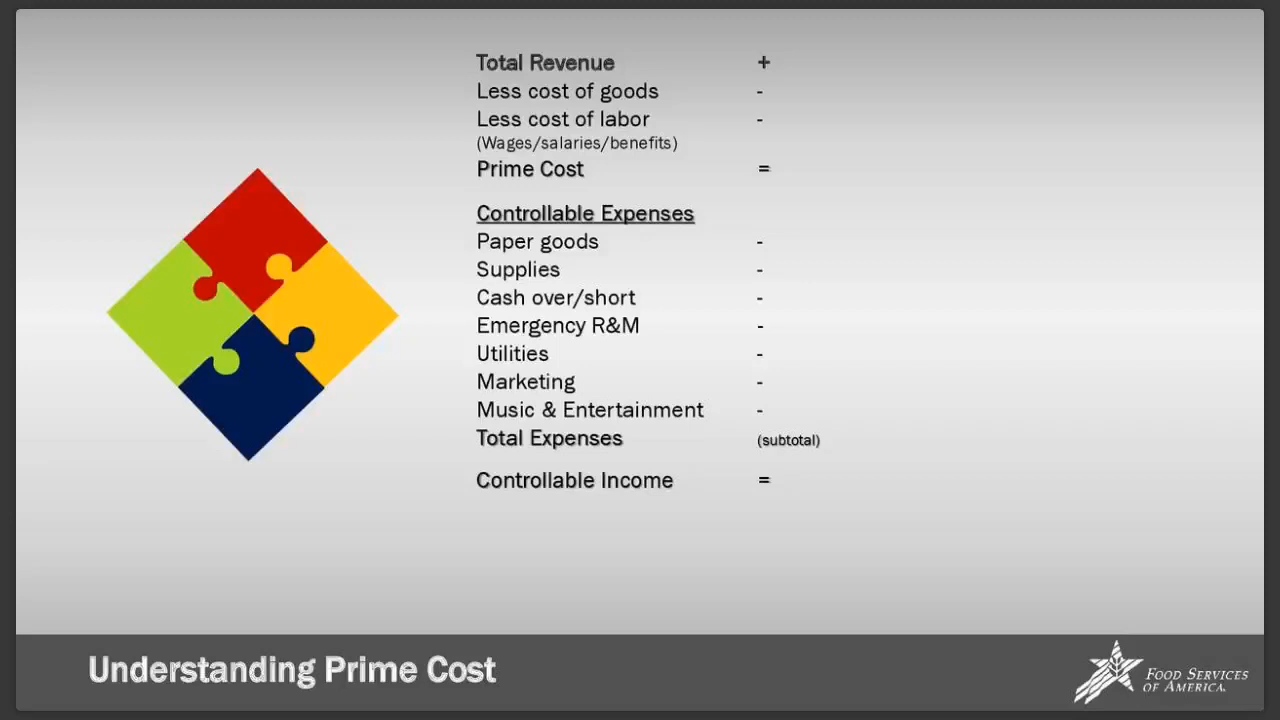 Total Revenue +
Less cost of goods -
Less cost of labor -
(Wages/salaries/benefits)
Prime Cost =
Controllable Expenses
Paper goods -
Supplies -
Cash over/short -
Emergency R&M -
Utilities -
Marketing -
Music & Entertainment -
Total Expenses (subtotal)
Controllable Income =
Understanding Prime Cost
FOOD SERVICES
OF AMERICA.